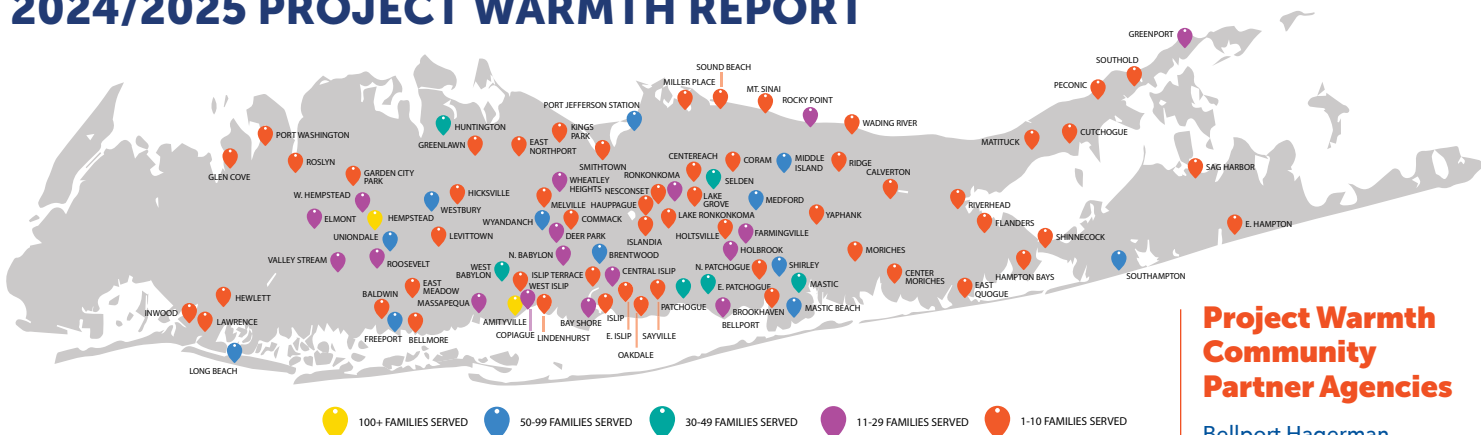 2024/2025 PROJECT WARMTH REPORT
GREENPORT
SOUTHOLD
PECONIC
SOUND BEACH
MILLER PLACE
MT. SINAI
ROCKY POINT
PORT JEFFERSON STATION
WADING RIVER
CUTCHOGUE
MATITUCK
HUNTINGTON
PORT WASHINGTON
GREENLAWN
EAST
NORTHPORT
KINGS
PARK
SMITHTOWN
CENTEREACH
CORAM
MIDDLE
ISLAND
RIDGE
CALVERTON
SAG HARBOR
GLEN COVE
ROSLYN
GARDEN CITY
PARK
WHEATLEY
HEIGHTS
RONKONKOMA
NESCONSET
SELDEN
LAKE
GROVE
MEDFORD
W. HEMPSTEAD
HICKSVILLE
WESTBURY
MELVILLE
HAUPPAUGE
RIVERHEAD
ELMONT
HEMPSTEAD
WYANDANCH
COMMACK
LAKE RONKONKOMA
YAPHANK
FLANDERS
E. HAMPTON
UNIONDALE
LEVITTOWN
DEER PARK
ISLANDIA
HOLTSVILLE
FARMINGVILLE
SHINNECOCK
VALLEY STREAM
ROOSEVELT
N. BABYLON
BRENTWOOD
HOLBROOK
MORICHES
WEST
BABYLON
ISLIP TERRACE
CENTRAL ISLIP
N. PATCHOGUE
SHIRLEY
CENTER
MORICHES
HAMPTON BAYS
SOUTHAMPTON
EAST
MEADOW
WEST ISLIP
E. PATCHOGUE
MASTIC
EAST
QUOGUE
HEWLETT
BALDWIN
MASSAPEQUA
PATCHOGUE
BROOKHAVEN
MASTIC BEACH
INWOOD
LAWRENCE
AMITYVILLE
BAY SHORE
ISLIP
BELLPORT
FREEPORT
BELLMORE
COPIAGUE
LINDENHURST
E. ISLIP
SAYVILLE
OAKDALE
LONG BEACH
100+ FAMILIES SERVED
50-99 FAMILIES SERVED
30-49 FAMILIES SERVED
11-29 FAMILIES SERVED
1-10 FAMILIES SERVED
Project Warmth
Community
Partner Agencies
Bellport Hagerman